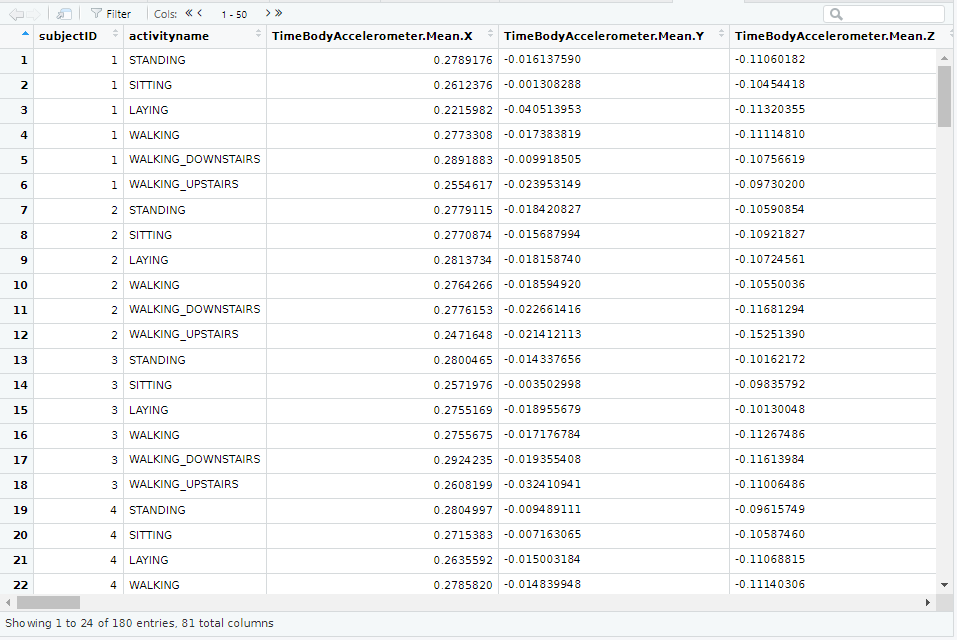 Filter Cols: « < 1 - 50 > »
subjectID activityname TimeBodyAccelerometer.Mean.X TimeBodyAccelerometer.Mean.Y TimeBodyAccelerometer.Mean.Z
1 1 STANDING 0.2789176 -0.016137590 -0.11060182
2 1 SITTING 0.2612376 -0.001308288 -0.10454418
3 1 LAYING 0.2215982 -0.040513953 -0.11320355
4 1 WALKING 0.2773308 -0.017383819 -0.11114810
5 1 WALKING_DOWNSTAIRS 0.2891883 -0.009918505 -0.10756619
6 1 WALKING_UPSTAIRS 0.2554617 -0.023953149 -0.09730200
7 2 STANDING 0.2779115 -0.018420827 -0.10590854
8 2 SITTING 0.2770874 -0.015687994 -0.10921827
9 2 LAYING 0.2813734 -0.018158740 -0.10724561
10 2 WALKING 0.2764266 -0.018594920 -0.10550036
11 2 WALKING_DOWNSTAIRS 0.2776153 -0.022661416 -0.11681294
12 2 WALKING_UPSTAIRS 0.2471648 -0.021412113 -0.15251390
13 3 STANDING 0.2800465 -0.014337656 -0.10162172
14 3 SITTING 0.2571976 -0.003502998 -0.09835792
15 3 LAYING 0.2755169 -0.018955679 -0.10130048
16 3 WALKING 0.2755675 -0.017176784 -0.11267486
17 3 WALKING_DOWNSTAIRS 0.2924235 -0.019355408 -0.11613984
18 3 WALKING_UPSTAIRS 0.2608199 -0.032410941 -0.11006486
19 4 STANDING 0.2804997 -0.009489111 -0.09615749
20 4 SITTING 0.2715383 -0.007163065 -0.10587460
21 4 LAYING 0.2635592 -0.015003184 -0.11068815
22 4 WALKING 0.2785820 -0.014839948 -0.11140306
Showing 1 to 24 of 180 entries, 81 total columns